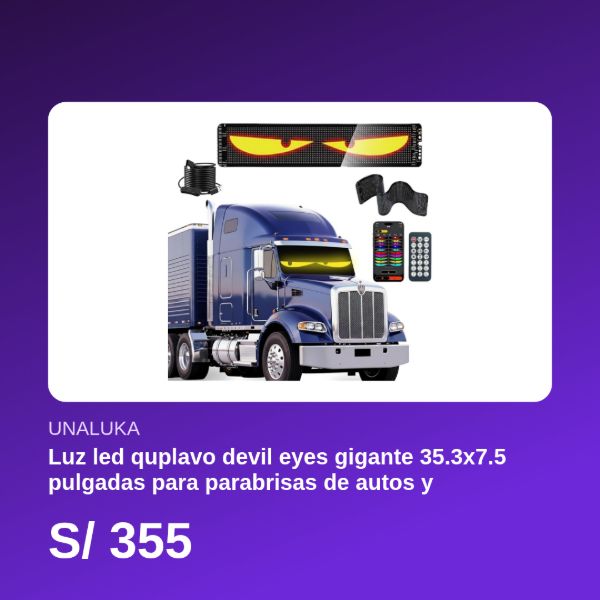 UNALUKA
Luz led quplavo devil eyes gigante 35.3x7.5
pulgadas para parabrisas de autos y
S/ 355